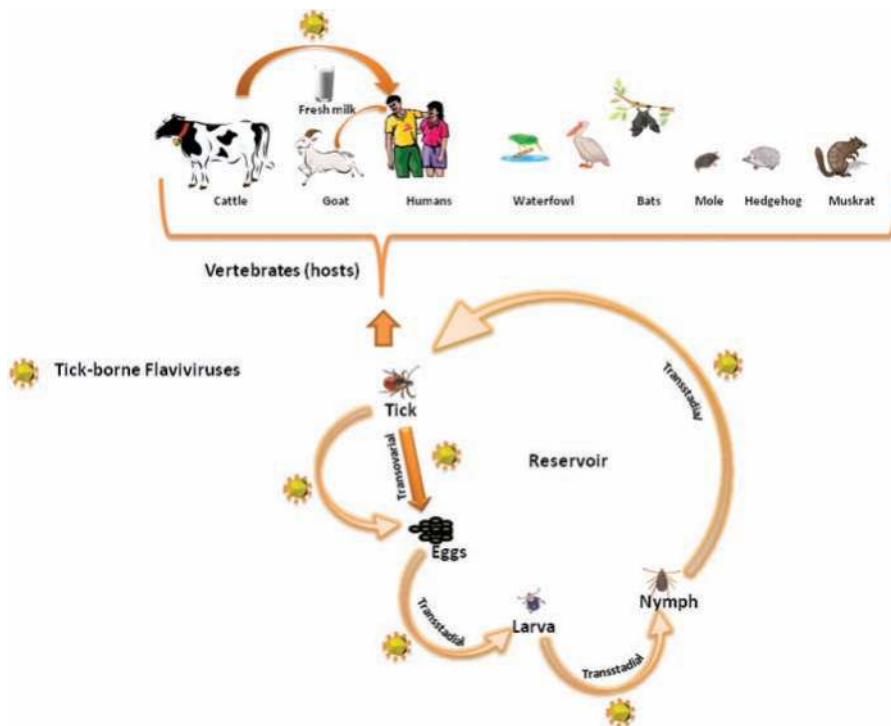 Fresh milk
Cattle
Goat
Humans
Waterfowl
Bats
Mole
Hedgehog
Muskrat
Vertebrates (hosts)
Tick-borne Flaviviruses
Transstadial
Tick
Transovarial
Reservoir
Eggs
Transstadial
Larva
Nymph
Transstadial